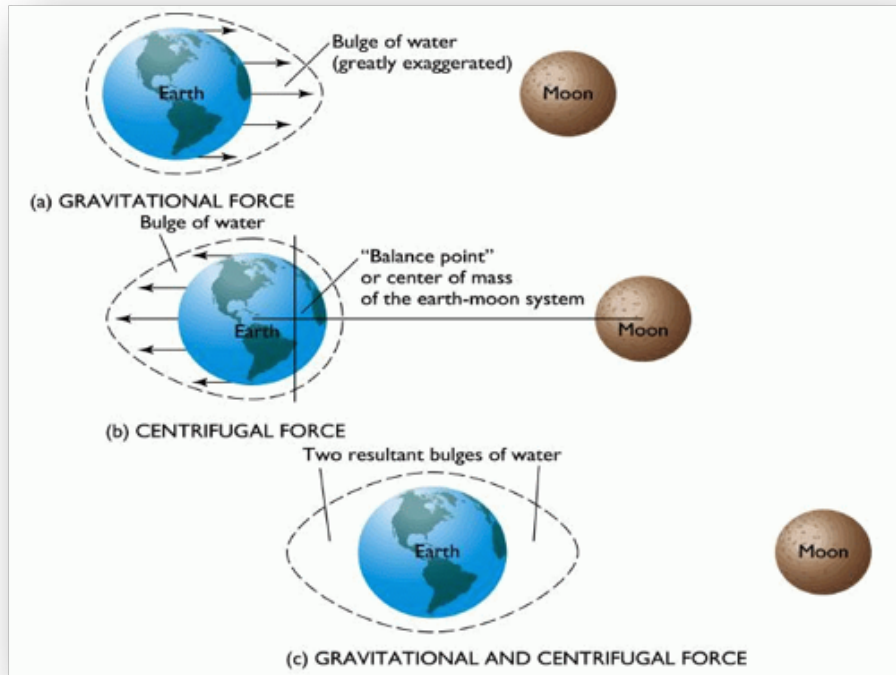 Bulge of water
(greatly exaggerated)
Earth
Moon
(a) GRAVITATIONAL FORCE
Bulge of water
"Balance point"
or center of mass
of the earth-moon system
Earth
Moon
(b) CENTRIFUGAL FORCE
Two resultant bulges of water
Earth
Moon
(c) GRAVITATIONAL AND CENTRIFUGAL FORCE